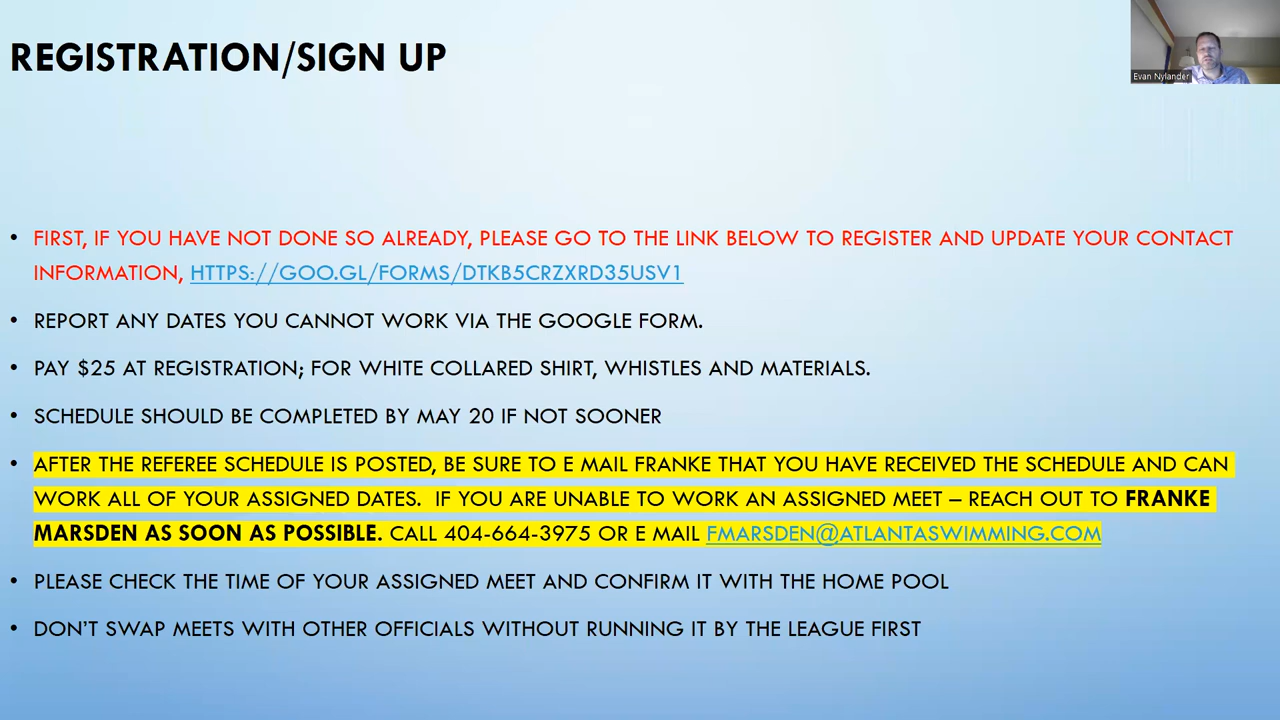 REGISTRATION/SIGN UP
Evan Nylander
• FIRST, IF YOU HAVE NOT DONE SO ALREADY, PLEASE GO TO THE LINK BELOW TO REGISTER AND UPDATE YOUR CONTACT
INFORMATION, HTTPS://GOO.GL/FORMS/DTKB5CRZXRD35USV1
• REPORT ANY DATES YOU CANNOT WORK VIA THE GOOGLE FORM.
• PAY $25 AT REGISTRATION; FOR WHITE COLLARED SHIRT, WHISTLES AND MATERIALS.
• SCHEDULE SHOULD BE COMPLETED BY MAY 20 IF NOT SOONER
• AFTER THE REFEREE SCHEDULE IS POSTED, BE SURE TO E MAIL FRANKE THAT YOU HAVE RECEIVED THE SCHEDULE AND CAN
WORK ALL OF YOUR ASSIGNED DATES. IF YOU ARE UNABLE TO WORK AN ASSIGNED MEET – REACH OUT TO FRANKE
MARSDEN AS SOON AS POSSIBLE. CALL 404-664-3975 OR E MAIL FMARSDEN@ATLANTASWIMMING.COM
• PLEASE CHECK THE TIME OF YOUR ASSIGNED MEET AND CONFIRM IT WITH THE HOME POOL
• DON'T SWAP MEETS WITH OTHER OFFICIALS WITHOUT RUNNING IT BY THE LEAGUE FIRST